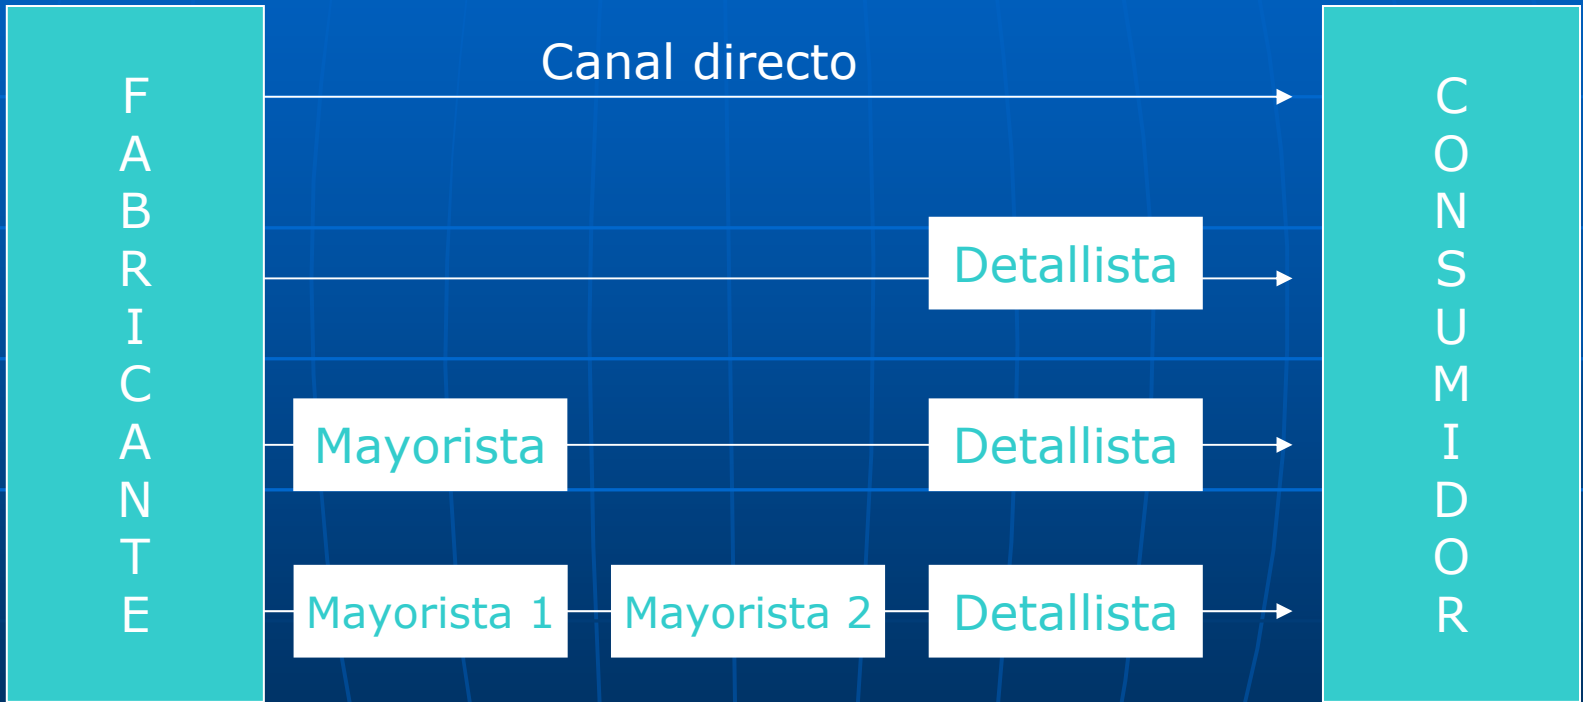 FABRICANTE
Canal directo
Detallista
Mayorista
Detallista
Mayorista 1
Mayorista 2
Detallista
CONSUMIDOR